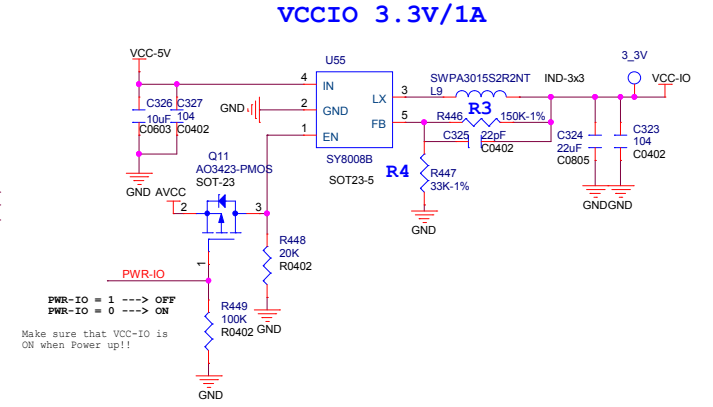 VCCIO 3.3V/1A
VCC-5V
U55
3_3V
SWPA3015S2R2NT
IND-3x3
VCC-IO
4
IN
L9
3
LX
C326
C327
GND
2
GND
R3
10uF
104
C0603
C0402
5
FB
R446
150K-1%
1
EN
C325
22pF
C0402
C324
22uF
C0805
C323
104
C0402
Q11
AO3423-PMOS
SOT-23
SY8008B
SOT23-5
R4
R447
33K-1%
GND
AVCC
2
3
GND
GND
GND
R448
20K
R0402
1
PWR-IO
PWR-IO = 1 ---> OFF
PWR-IO = 0 ---> ON
R449
100K
R0402
GND
Make sure that VCC-IO is
ON when Power up!!
GND